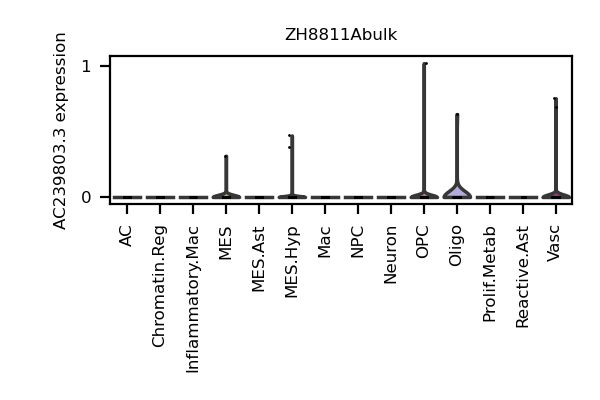 ZH8811Abulk
AC239803.3 expression
1
0
AC
Chromatin.Reg
Inflammatory.Mac
MES
MES.Ast
MES.Hyp
Mac
NPC
Neuron
OPC
Oligo
Prolif.Metab
Reactive.Ast
Vasc